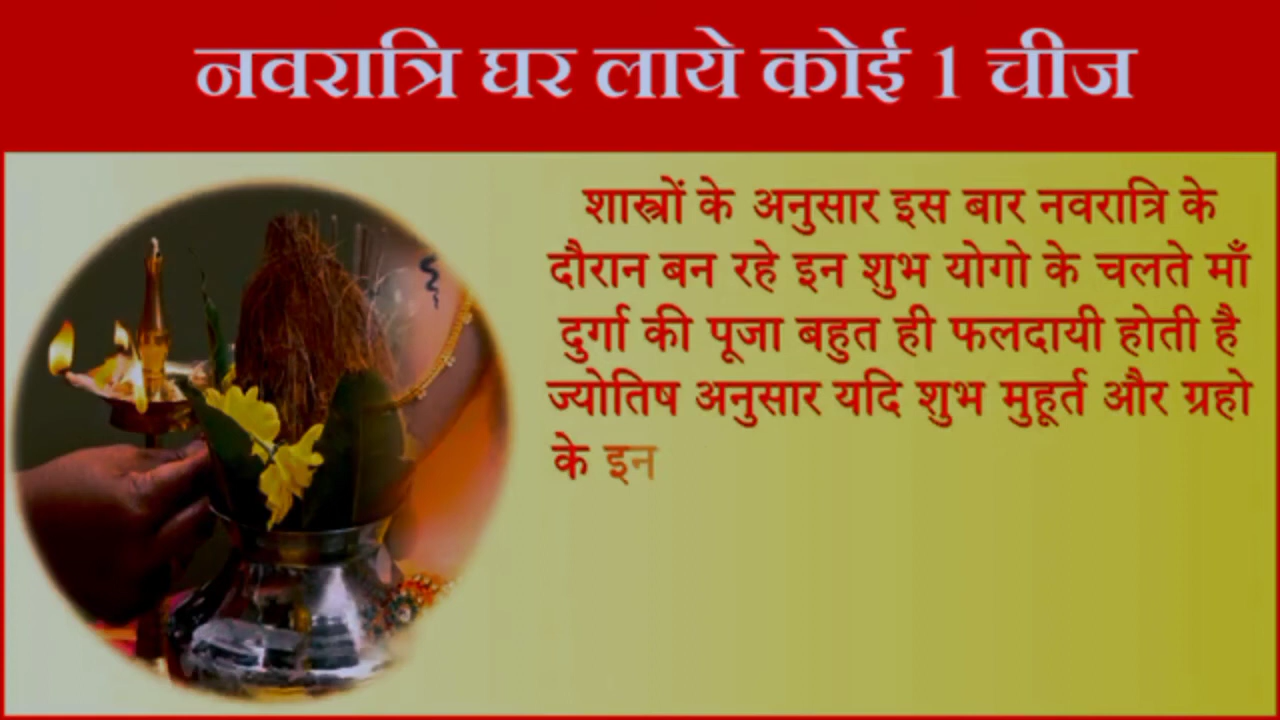 नवरात्रि घर लाये कोई 1 चीज
शास्त्रों के अनुसार इस बार नवरात्रि के
दौरान बन रहे इन शुभ योगो के चलते माँ
दुर्गा की पूजा बहुत ही फलदायी होती है
ज्योतिष अनुसार यदि शुभ मुहूर्त और ग्रहो
के इन